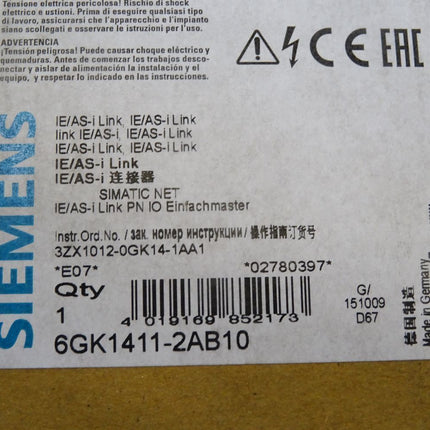 Tensione elettrica pericolosa! Rischio di shock
elettrico e ustioni. Prima di eseguire qualsiasi tipo
di lavoro, assicurarsi che l'apparecchio e l'impianto
siano scollegati e osservare le istruzioni per l'uso.
ADVERTENCIA
¡Tensión peligrosa! Puede causar choque eléctrico y
quemaduras. Antes de comenzar los trabajos desco-
nectar y aislar de alimentación la instalación y el
equipo, y respetar lo indicado en las instrucciones.
CE EAC
SIEMENS
IE/AS-i Link, IE/AS-i Link
link IE/AS-i, IE/AS-i Link
IE/AS-i Link, IE/AS-i Link
IE/AS-i Link
IE/AS-i 连接器
SIMATIC NET
IE/AS-i Link PN IO Einfachmaster
Instr.Ord.No. / зак. номер инструкции/操作指南订货号
3ZX1012-0GK14-1AA1
*E07* *02780397*
Qty
1
4 019169 852173
G/
151009
D67
6GK1411-2AB10
德国制造
Made in Germany